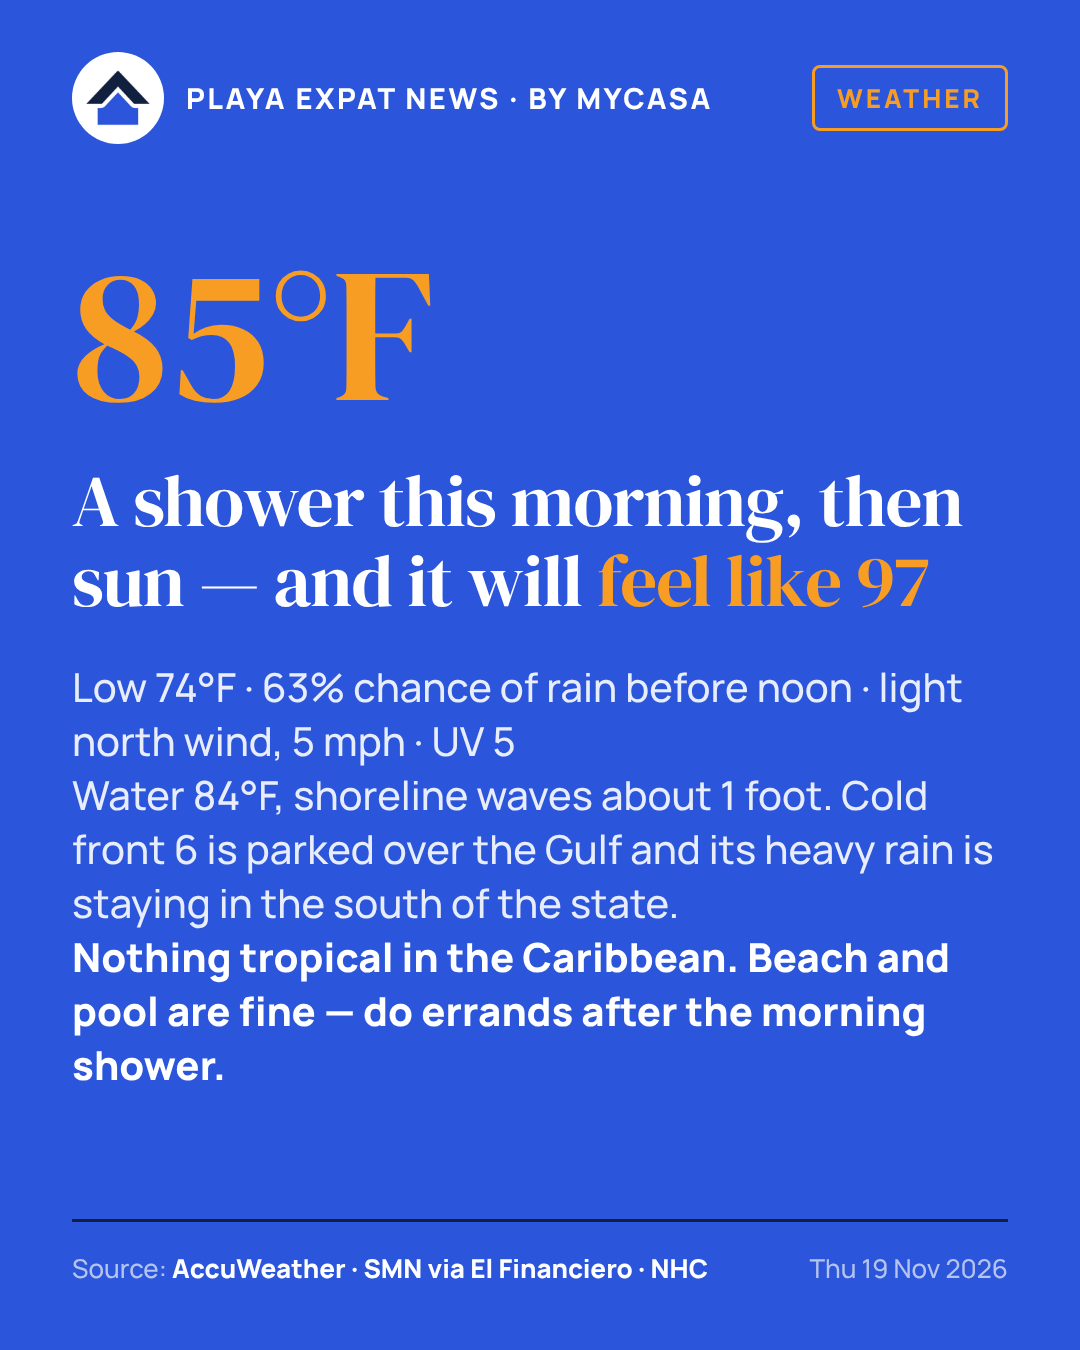 PLAYA EXPAT NEWS · BY MYCASA
WEATHER
85°F
A shower this morning, then
sun — and it will feel like 97
Low 74°F · 63% chance of rain before noon · light
north wind, 5 mph · UV 5
Water 84°F, shoreline waves about 1 foot. Cold
front 6 is parked over the Gulf and its heavy rain is
staying in the south of the state.
Nothing tropical in the Caribbean. Beach and
pool are fine — do errands after the morning
shower.
Source: AccuWeather · SMN via El Financiero · NHC
Thu 19 Nov 2026